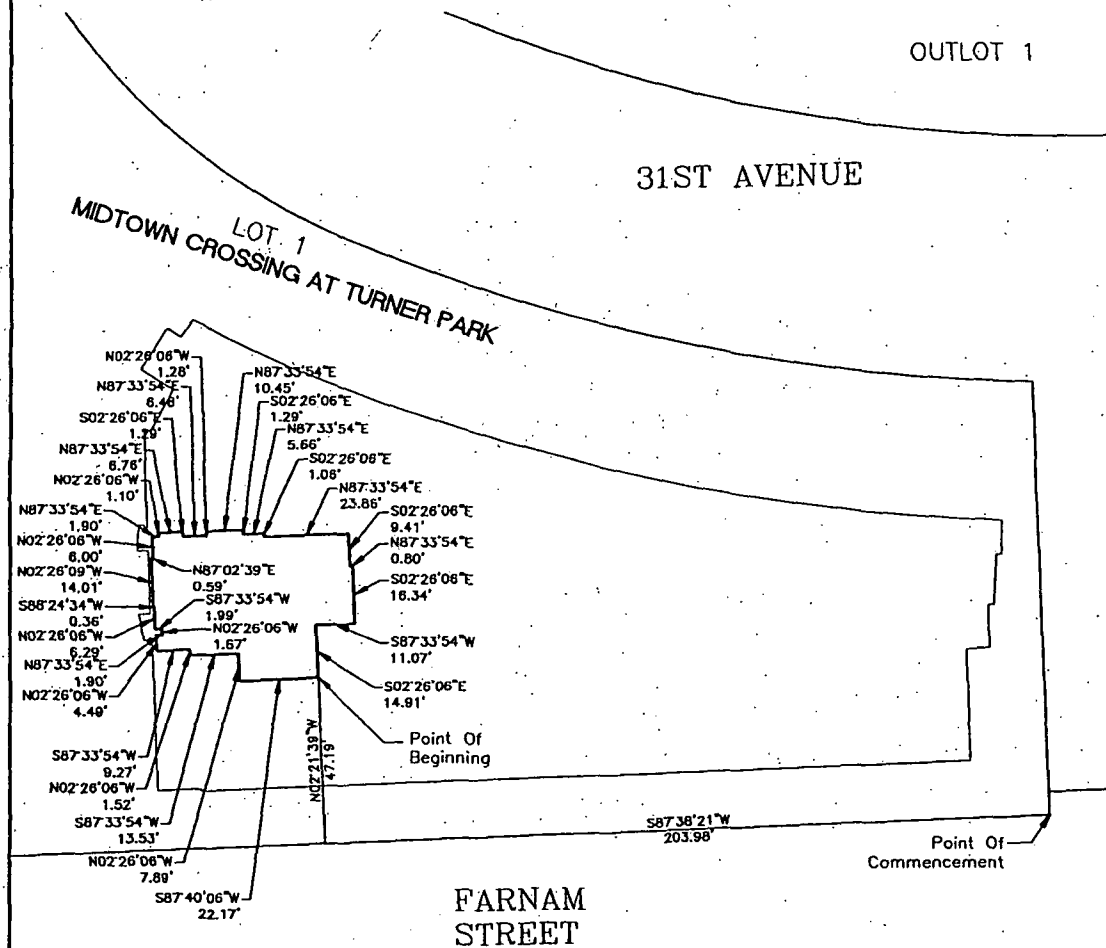 OUTLOT 1
31ST AVENUE
LOT 1
MIDTOWN CROSSING AT TURNER PARK
N02°26'06"W
1.28'
N87°33'54"E
6.48'
S02°26'06"E
1.29'
N87°33'54"E
6.76'
N02°26'06"W
1.10'
N87°33'54"E
1.90'
N02°26'06"W
6.00'
N02°26'09"W
14.01'
S88°24'34"W
0.36'
N02°26'06"W
6.29'
N87°33'54"E
1.90'
N02°26'06"W
4.49'
N87°33'54"E
10.45'
S02°26'06"E
1.29'
N87°33'54"E
5.66'
S02°26'06"E
1.06'
N87°33'54"E
23.86'
S02°26'06"E
9.41'
N87°33'54"E
0.80'
S02°26'06"E
16.34'
N87°02'39"E
0.59'
S87°33'54"W
1.99'
N02°26'06"W
1.67'
S87°33'54"W
11.07'
S02°26'06"E
14.91'
Point Of
Beginning
N02°21'39"W
47.19'
S87°33'54"W
9.27'
N02°26'06"W
1.52'
S87°33'54"W
13.53'
N02°26'06"W
7.89'
S87°40'06"W
22.17'
S87°38'21"W
203.98'
Point Of
Commencement
FARNAM
STREET